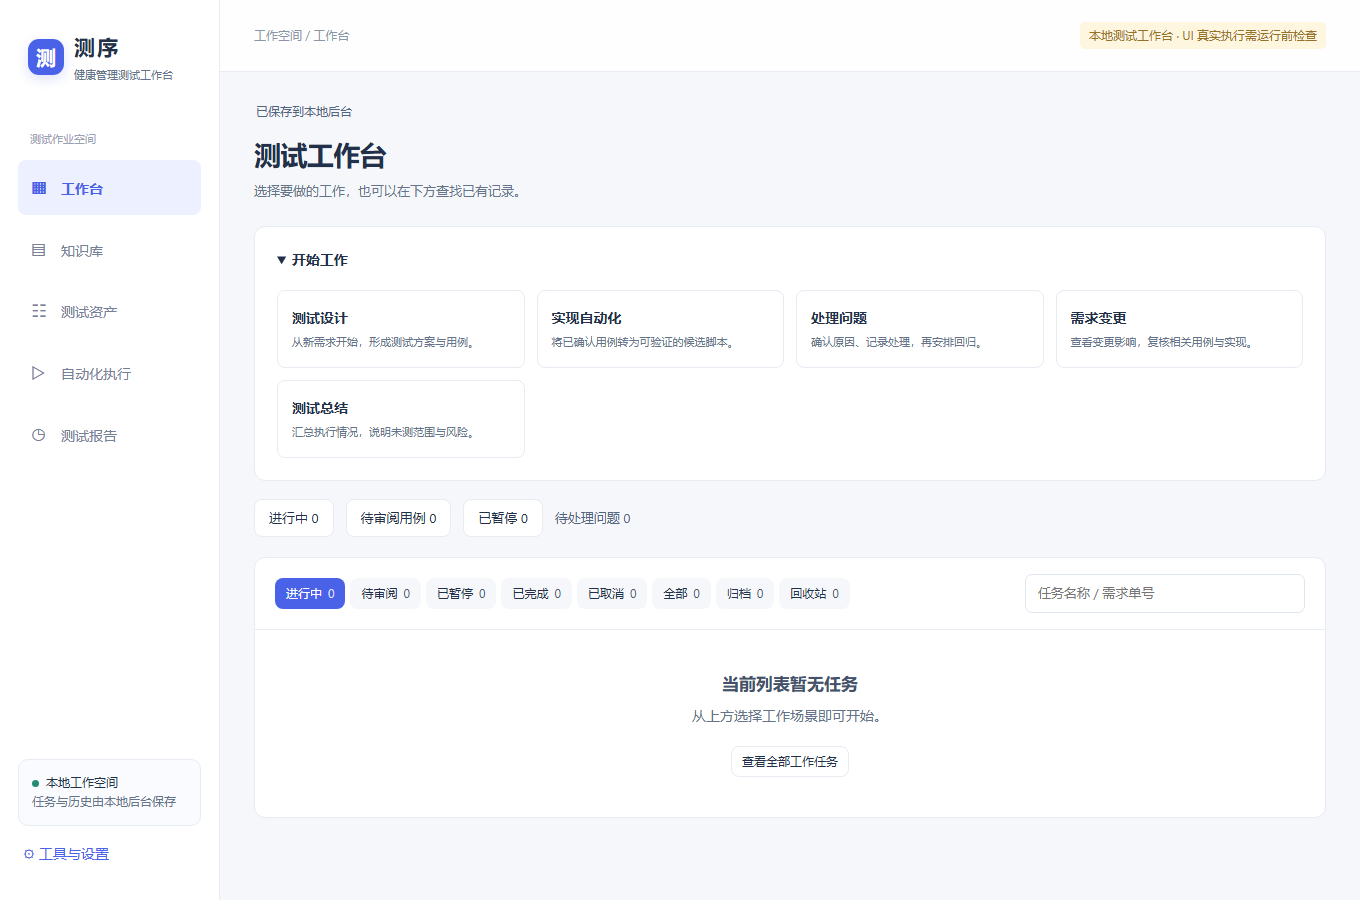 测
测序
健康管理测试工作台
测试作业空间
工作台
知识库
测试资产
自动化执行
测试报告
本地工作空间
任务与历史由本地后台保存
工具与设置
工作空间 / 工作台
本地测试工作台 · UI 真实执行需运行前检查
已保存到本地后台
测试工作台
选择要做的工作，也可以在下方查找已有记录。
▼ 开始工作
测试设计
从新需求开始，形成测试方案与用例。
实现自动化
将已确认用例转为可验证的候选脚本。
处理问题
确认原因、记录处理，再安排回归。
需求变更
查看变更影响，复核相关用例与实现。
测试总结
汇总执行情况，说明未测范围与风险。
进行中 0 待审阅用例 0 已暂停 0 待处理问题 0
进行中 0 待审阅 0 已暂停 0 已完成 0 已取消 0 全部 0 归档 0 回收站 0 任务名称 / 需求单号
当前列表暂无任务
从上方选择工作场景即可开始。
查看全部工作任务